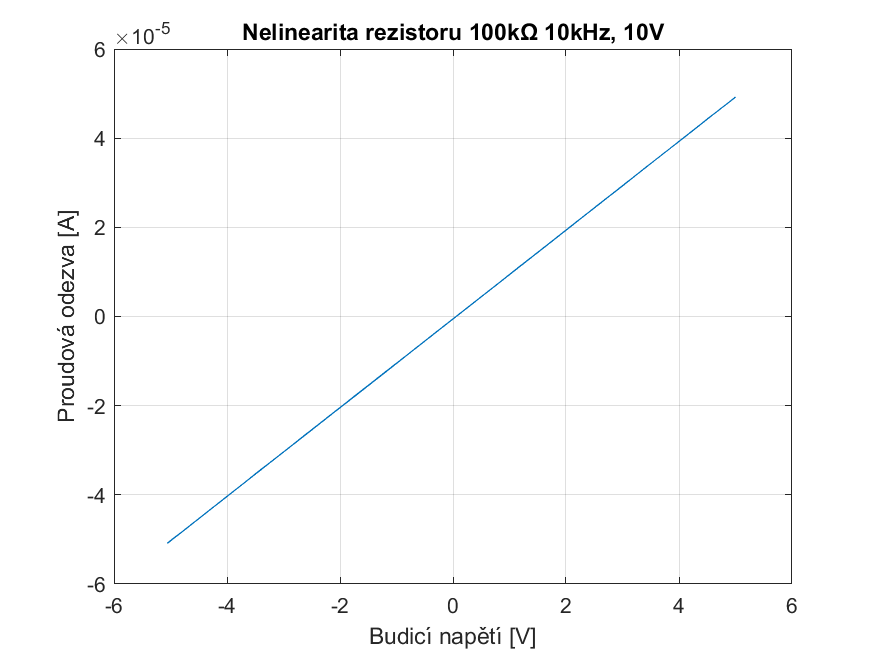 Nelinearita rezistoru 100kΩ 10kHz, 10V
×10-5
6
4
2
0
-2
-4
-6
-6 -4 -2 0 2 4 6
Proudová odezva [A]
Budicí napětí [V]